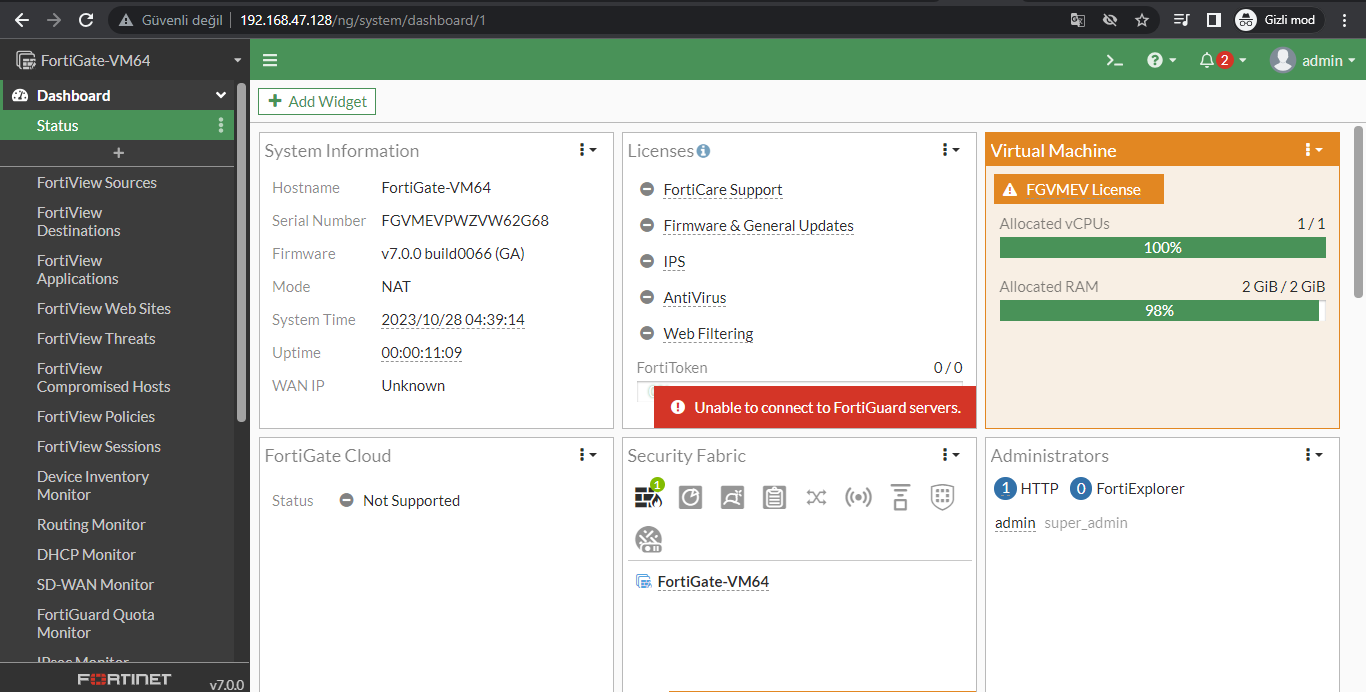 Güvenli değil
192.168.47.128/ng/system/dashboard/1
Gizli mod
FortiGate-VM64
2
admin
Dashboard
Status
+
FortiView Sources
FortiView
Destinations
FortiView
Applications
FortiView Web Sites
FortiView Threats
FortiView
Compromised Hosts
FortiView Policies
FortiView Sessions
Device Inventory
Monitor
Routing Monitor
DHCP Monitor
SD-WAN Monitor
FortiGuard Quota
Monitor
IPsec Monitor
FORTINET
v7.0.0
+ Add Widget
System Information
Hostname FortiGate-VM64
Serial Number FGVMEVPWZVW62G68
Firmware v7.0.0 build0066 (GA)
Mode NAT
System Time 2023/10/28 04:39:14
Uptime 00:00:11:09
WAN IP Unknown
Licenses
FortiCare Support
Firmware & General Updates
IPS
AntiVirus
Web Filtering
FortiToken 0 / 0
Unable to connect to FortiGuard servers.
Virtual Machine
FGVMEV License
Allocated vCPUs 1 / 1
100%
Allocated RAM 2 GiB / 2 GiB
98%
FortiGate Cloud
Status Not Supported
Security Fabric
1
FortiGate-VM64
Administrators
1 HTTP 0 FortiExplorer
admin super_admin